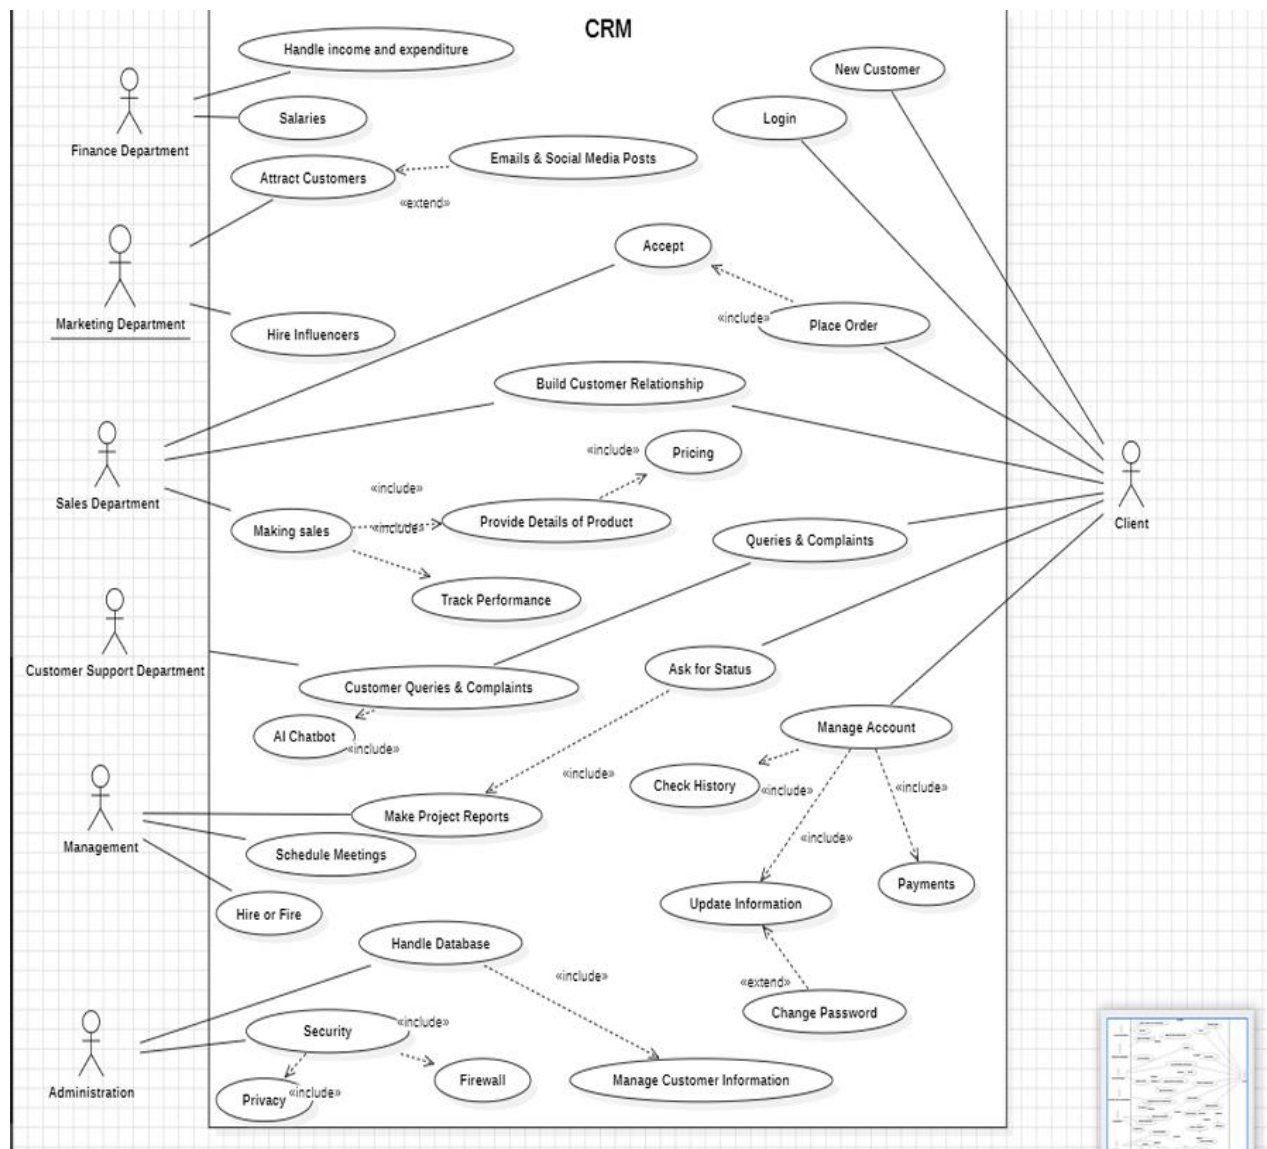 CRM
Handle income and expenditure
New Customer
Salaries
Login
Finance Department
Emails & Social Media Posts
Attract Customers
«extend»
Accept
Marketing Department
«include»
Place Order
Hire Influencers
Build Customer Relationship
«include»
Pricing
«include»
Sales Department
Making sales
«include»
Provide Details of Product
Client
Queries & Complaints
Track Performance
Customer Support Department
Ask for Status
Customer Queries & Complaints
Manage Account
AI Chatbot
«include»
«include»
Check History
«include»
«include»
Make Project Reports
«include»
Management
Schedule Meetings
Payments
Update Information
Hire or Fire
Handle Database
«include»
«extend»
Change Password
Security
«include»
Firewall
Manage Customer Information
Administration
Privacy
«include»